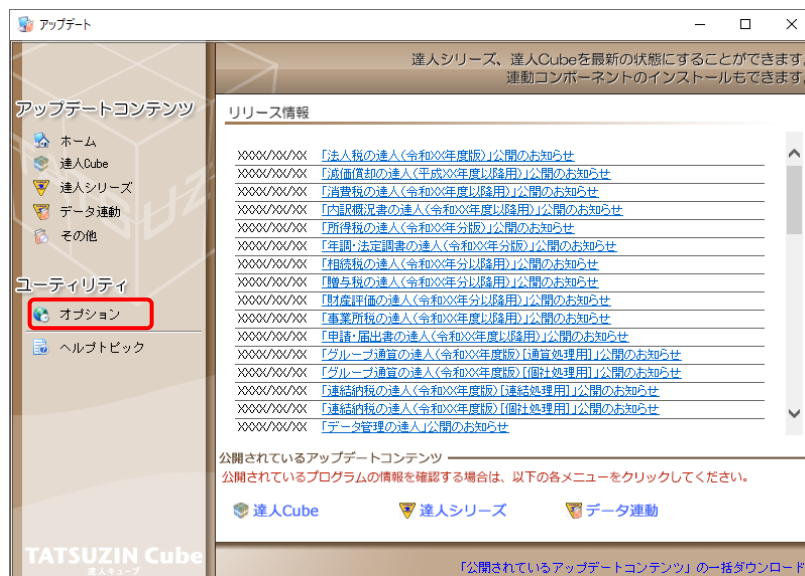 アップデート
達人シリーズ、達人Cubeを最新の状態にすることができます。
連動コンポーネントのインストールもできます。
アップデートコンテンツ
ホーム
達人Cube
達人シリーズ
データ連動
その他
ユーティリティ
オプション
ヘルプトピック
TATSUZIN Cube
達人キューブ
リリース情報
XXXX/XX/XX 「法人税の達人(令和XX年度版)」公開のお知らせ
XXXX/XX/XX 「減価償却の達人(平成XX年度以降用)」公開のお知らせ
XXXX/XX/XX 「消費税の達人(令和XX年度以降用)」公開のお知らせ
XXXX/XX/XX 「内訳概況書の達人(令和XX年度以降用)」公開のお知らせ
XXXX/XX/XX 「所得税の達人(令和XX年分版)」公開のお知らせ
XXXX/XX/XX 「年調・法定調書の達人(令和XX年分版)」公開のお知らせ
XXXX/XX/XX 「相続税の達人(令和XX年分以降用)」公開のお知らせ
XXXX/XX/XX 「贈与税の達人(令和XX年分以降用)」公開のお知らせ
XXXX/XX/XX 「財産評価の達人(令和XX年分以降用)」公開のお知らせ
XXXX/XX/XX 「事業所税の達人(令和XX年度以降用)」公開のお知らせ
XXXX/XX/XX 「申請・届出書の達人(令和XX年度以降用)」公開のお知らせ
XXXX/XX/XX 「グループ通算の達人(令和XX年度版)[通算処理用]」公開のお知らせ
XXXX/XX/XX 「グループ通算の達人(令和XX年度版)[個社処理用]」公開のお知らせ
XXXX/XX/XX 「連結納税の達人(令和XX年度版)[連結処理用]」公開のお知らせ
XXXX/XX/XX 「連結納税の達人(令和XX年度版)[個社処理用]」公開のお知らせ
XXXX/XX/XX 「データ管理の達人」公開のお知らせ
公開されているアップデートコンテンツ
公開されているプログラムの情報を確認する場合は、以下の各メニューをクリックしてください。
達人Cube 達人シリーズ データ連動
「公開されているアップデートコンテンツ」の一括ダウンロード